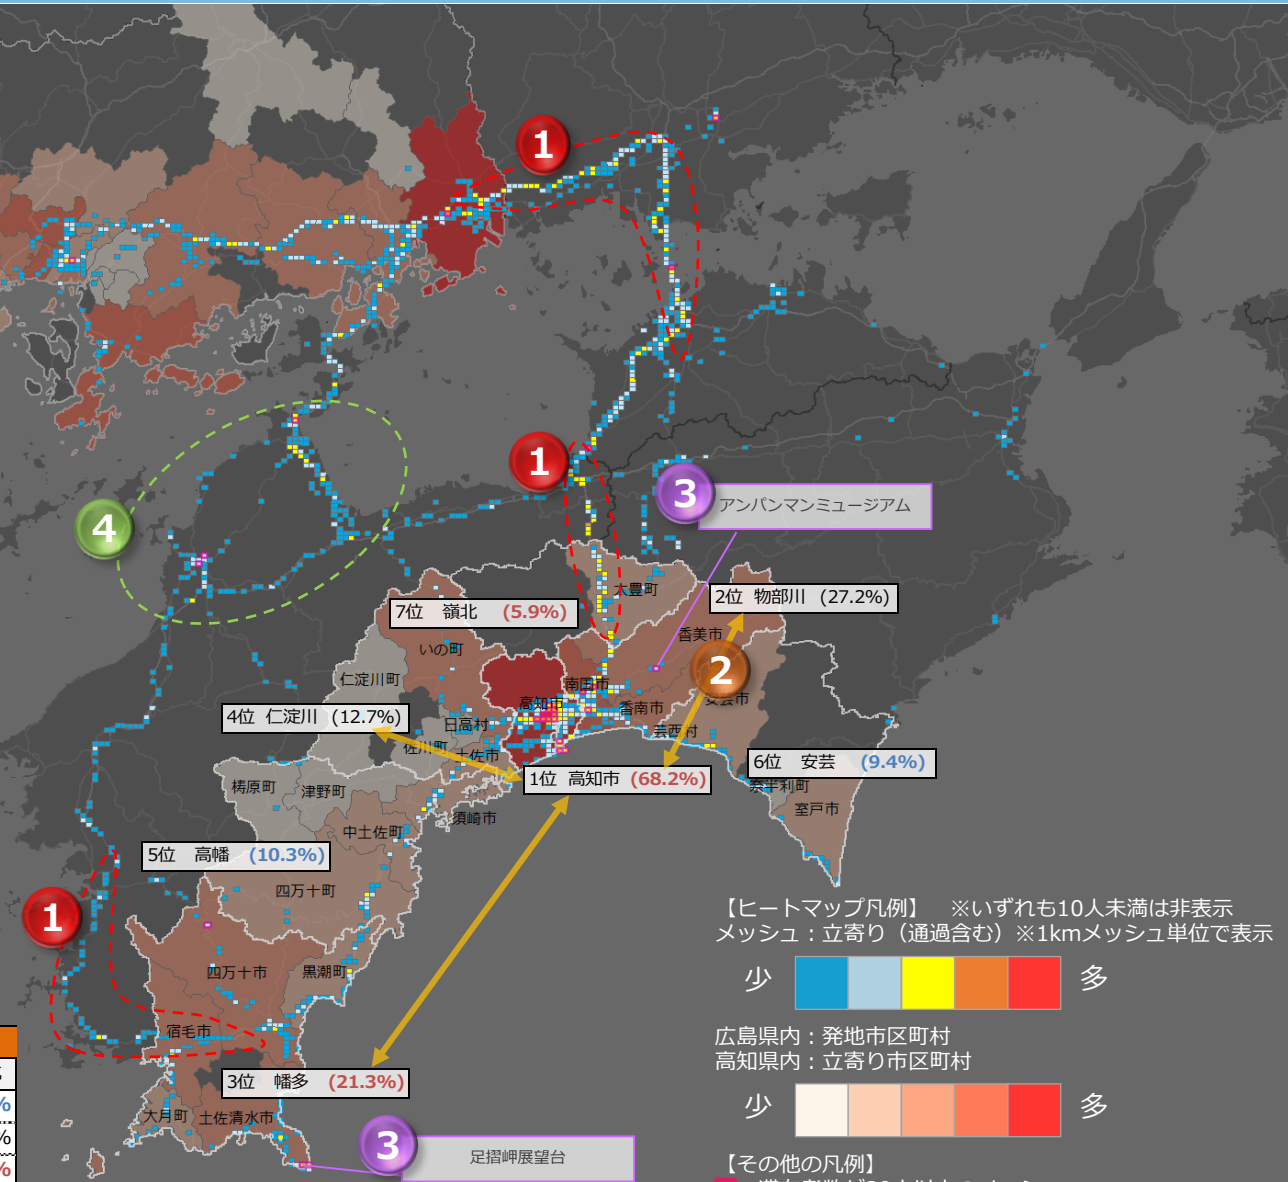 1
1
3
アンパンマンミュージアム
4
大豊町
2位 物部川 (27.2%)
7位 嶺北 (5.9%)
香美市
いの町
2
仁淀川町
南国市
安芸市
高知市
香南市
4位 仁淀川 (12.7%)
日高村
芸西村
佐川町
土佐市
6位 安芸 (9.4%)
1位 高知市 (68.2%)
梼原町
津野町
奈半利町
室戸市
須崎市
中土佐町
5位 高幡 (10.3%)
四万十町
1
四万十市
黒潮町
宿毛市
3位 幡多 (21.3%)
大月町
土佐清水市
3
足摺岬展望台
【ヒートマップ凡例】 ※いずれも10人未満は非表示
メッシュ：立寄り（通過含む）※1kmメッシュ単位で表示
少 多
広島県内：発地市区町村
高知県内：立寄り市区町村
少 多
【その他の凡例】
%
%
%